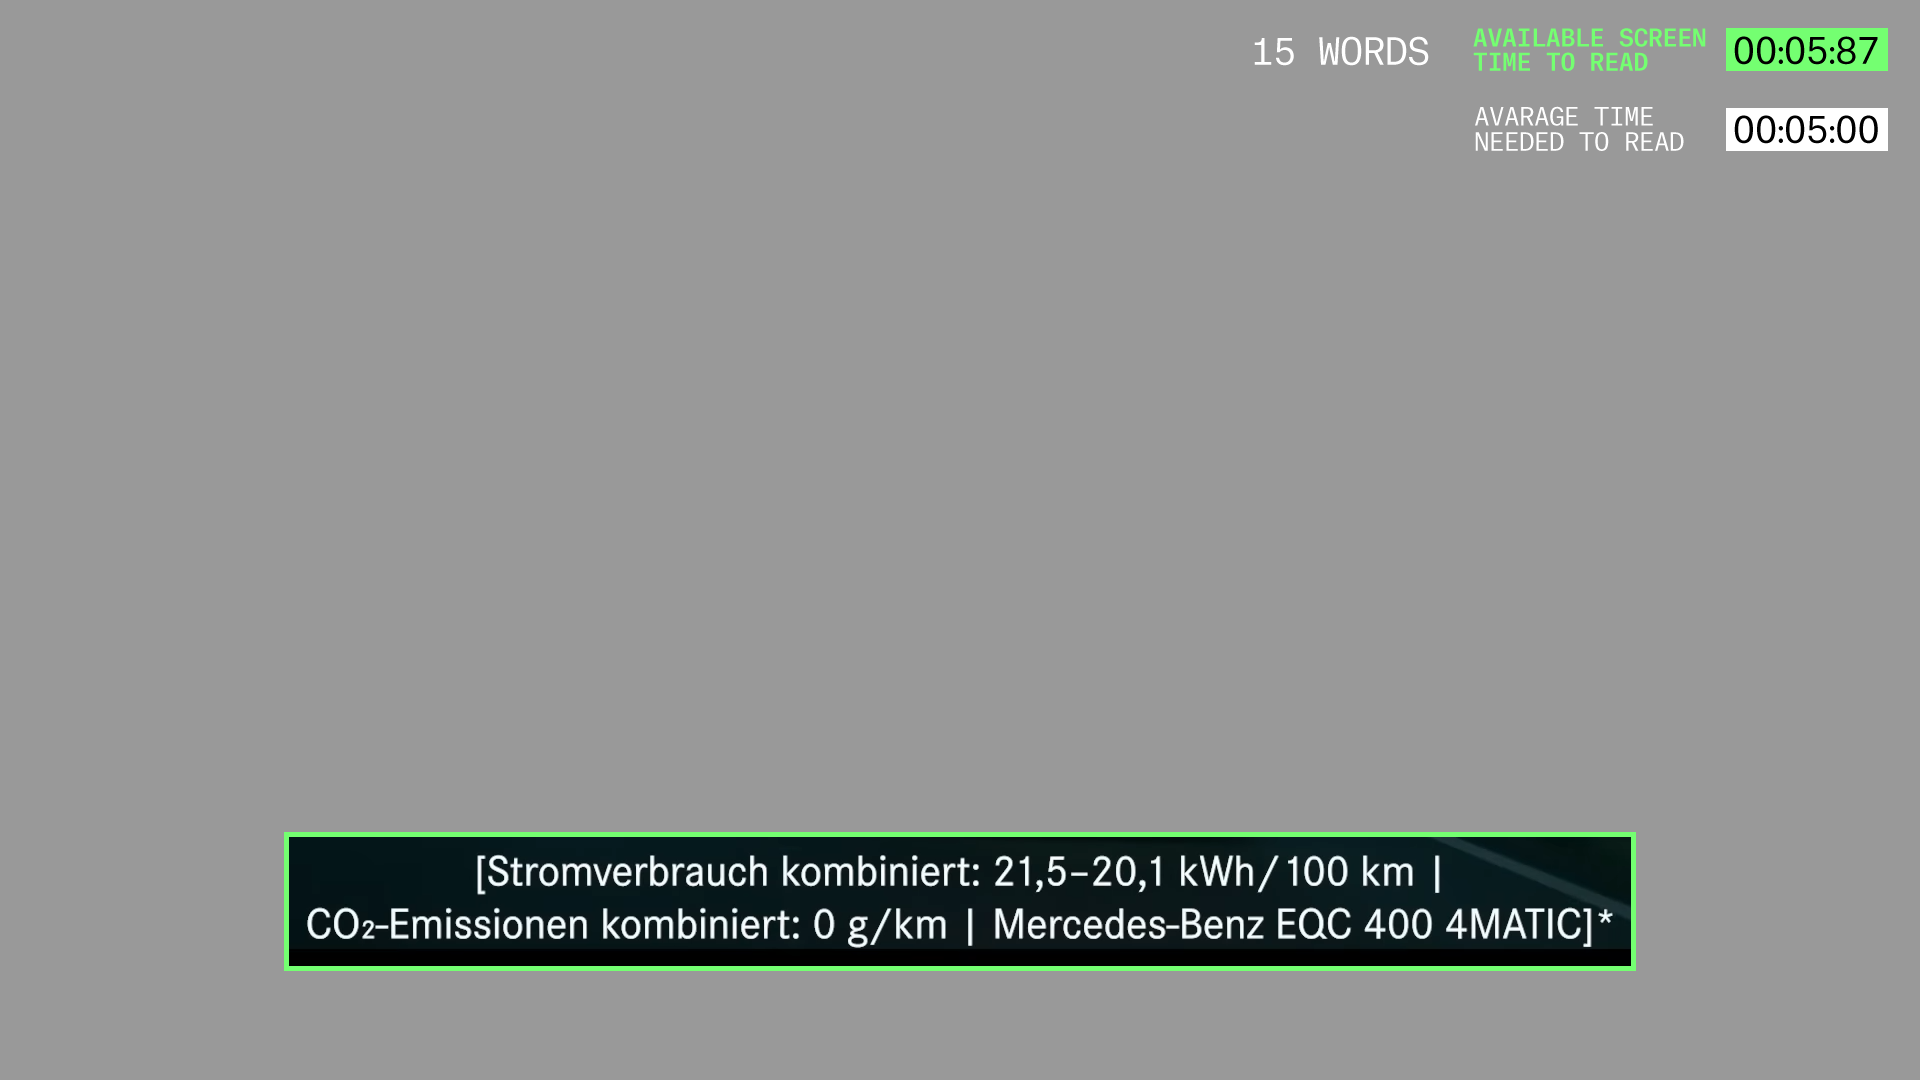 15 WORDS
AVAILABLE SCREEN
TIME TO READ
00:05:87
AVARAGE TIME
NEEDED TO READ
00:05:00
[Stromverbrauch kombiniert: 21,5–20,1 kWh/100 km |
CO₂-Emissionen kombiniert: 0 g/km | Mercedes-Benz EQC 400 4MATIC]*